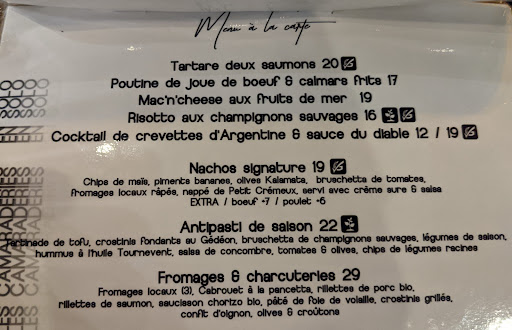 Menu à la carte
Tartare deux saumons 20
Poutine de joue de boeuf & calmars frits 17
Mac'n'cheese aux fruits de mer 19
Risotto aux champignons sauvages 16
Cocktail de crevettes d'Argentine & sauce du diable 12 / 19
Nachos signature 19
Chips de maïs, piments bananes, olives Kalamata, bruschetta de tomates,
fromages locaux râpés, nappé de Petit Crémeux, servi avec crème sure & salsa
EXTRA / boeuf +7 / poulet +6
Antipasti de saison 22
Tartinade de tofu, crostinis fondants au Gédéon, bruschetta de champignons sauvages, légumes de saison,
hummus à l'huile Tournevent, salsa de concombre, tomates & olives, chips de légumes racines
Fromages & charcuteries 29
Fromages locaux (3), Cabrouet à la pancetta, rillettes de porc bio,
rillettes de saumon, saucisson chorizo bio, pâté de foie de volaille, crostinis grillés,
confit d'oignon, olives & croûtons
EN SOLO
CAMARADERIES